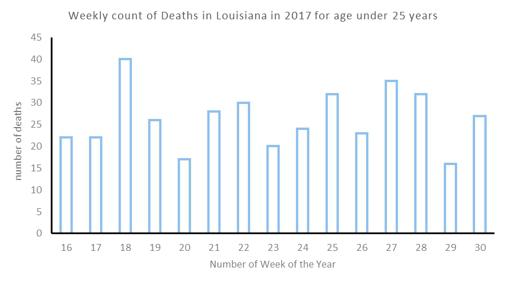 Weekly count of Deaths in Louisiana in 2017 for age under 25 years
number of deaths
45
40
35
30
25
20
15
10
5
0
16 17 18 19 20 21 22 23 24 25 26 27 28 29 30
Number of Week of the Year